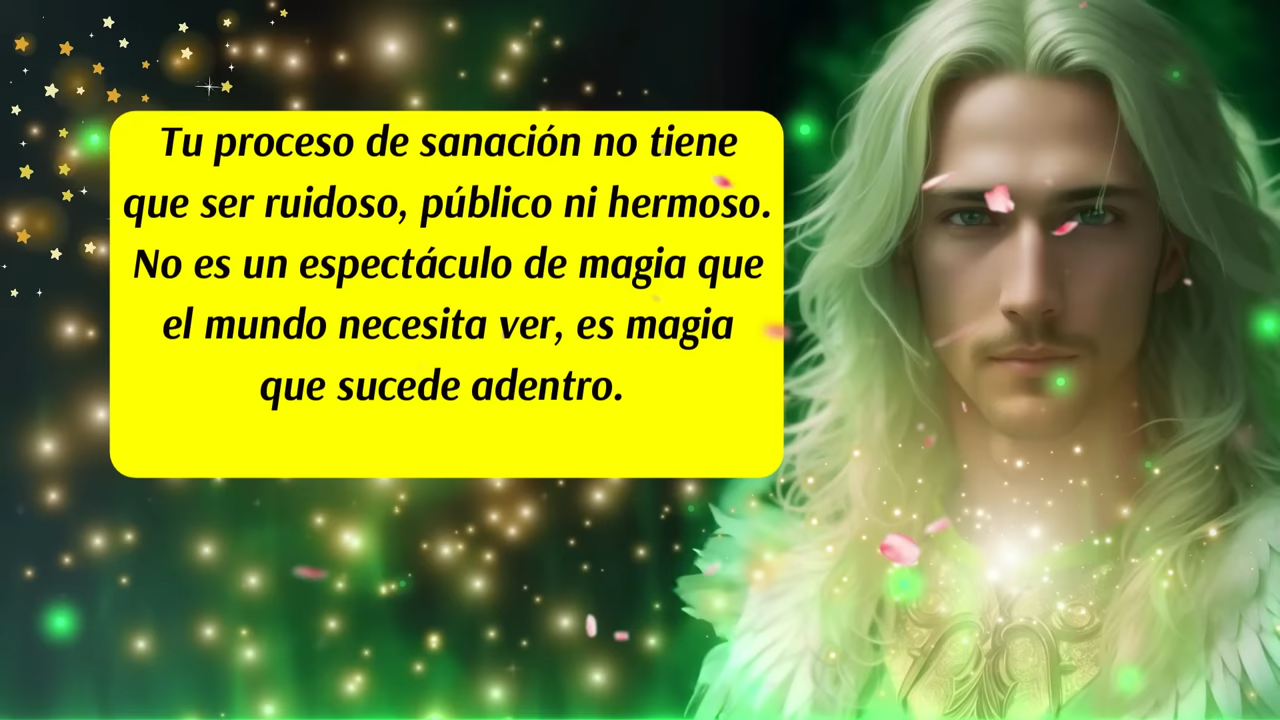 Tu proceso de sanación no tiene
que ser ruidoso, público ni hermoso.
No es un espectáculo de magia que
el mundo necesita ver, es magia
que sucede adentro.